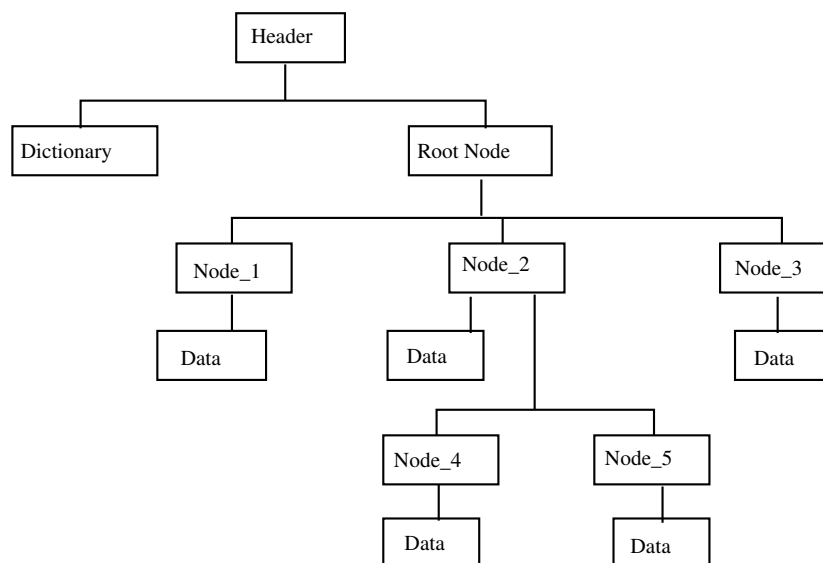 Header
Dictionary
Root Node
Node_1
Node_2
Node_3
Data
Data
Data
Node_4
Node_5
Data
Data